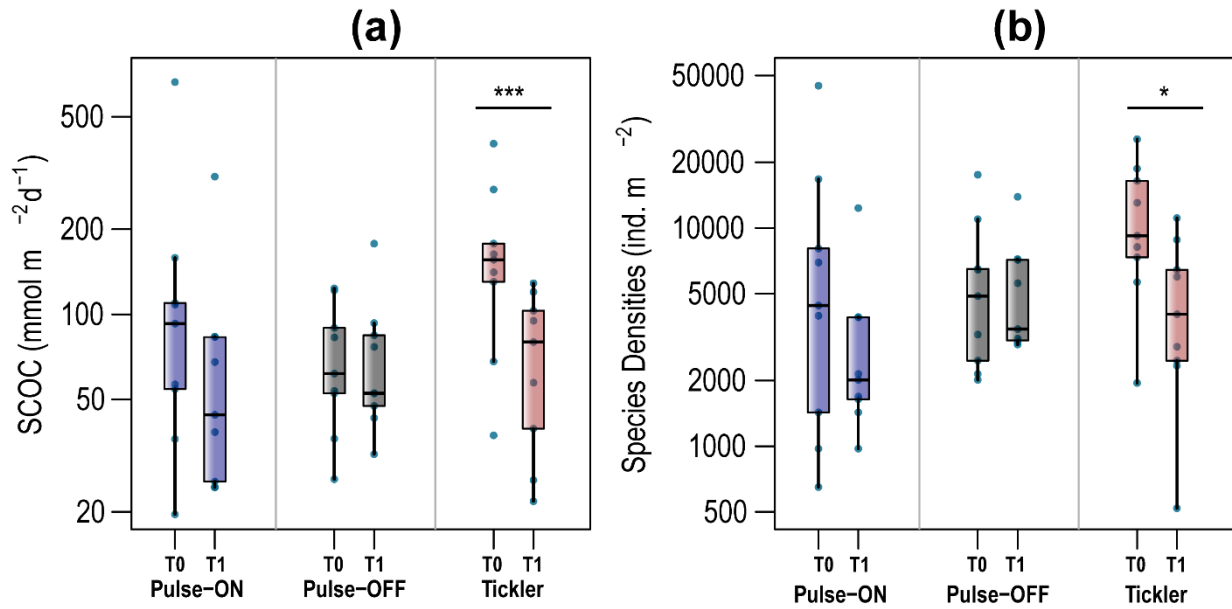 (a)
SCOC (mmol m −2d−1)
500
200
100
50
20
***
T0 T1 T0 T1 T0 T1
Pulse−ON Pulse−OFF Tickler
(b)
Species Densities (ind. m −2)
50000
20000
10000
5000
2000
1000
500
*
T0 T1 T0 T1 T0 T1
Pulse−ON Pulse−OFF Tickler